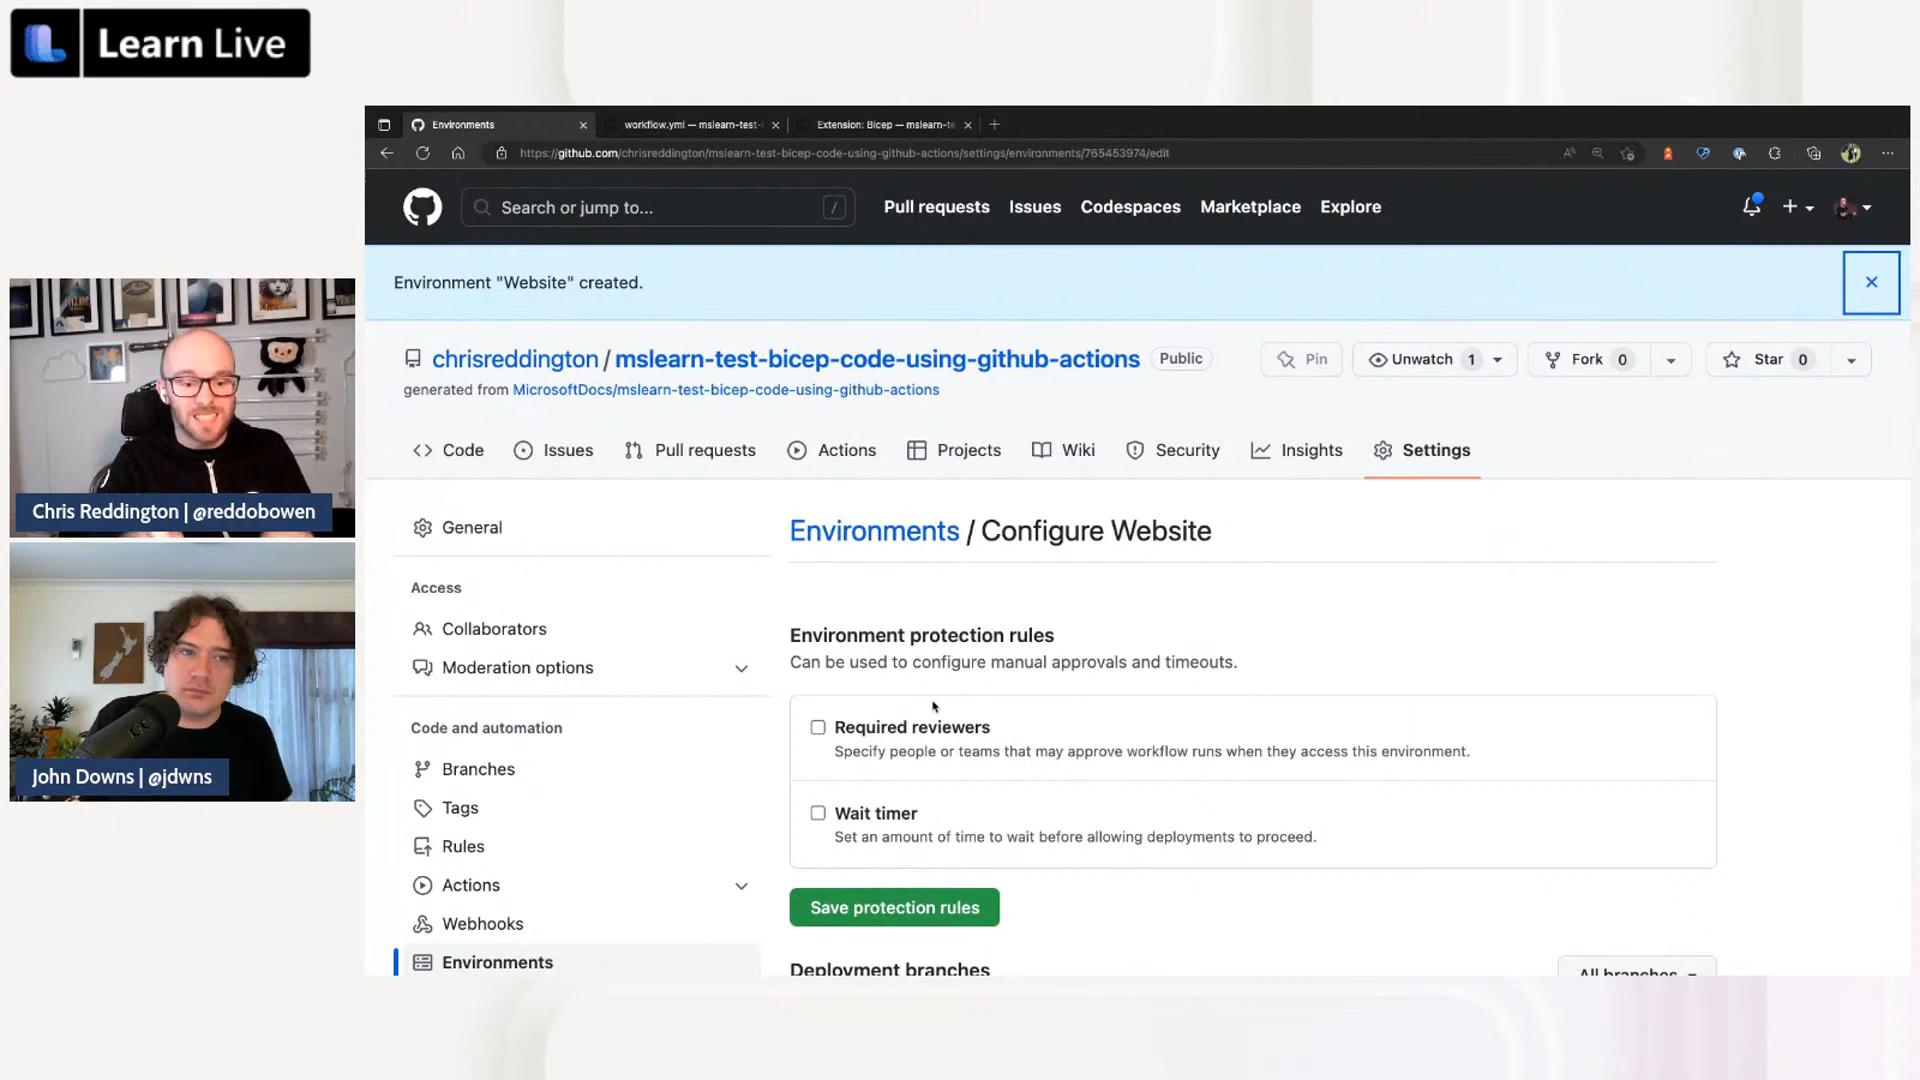 Learn Live
Environments
workflow.yml — mslearn-test-
Extension: Bicep — mslearn-te
https://github.com/chrisreddington/mslearn-test-bicep-code-using-github-actions/settings/environments/765453974/edit
Search or jump to...
/
Pull requests
Issues
Codespaces
Marketplace
Explore
Environment "Website" created.
chrisreddington / mslearn-test-bicep-code-using-github-actions
Public
Pin
Unwatch 1
Fork 0
Star 0
generated from MicrosoftDocs/mslearn-test-bicep-code-using-github-actions
Code
Issues
Pull requests
Actions
Projects
Wiki
Security
Insights
Settings
General
Access
Collaborators
Moderation options
Code and automation
Branches
Tags
Rules
Actions
Webhooks
Environments
Environments / Configure Website
Environment protection rules
Can be used to configure manual approvals and timeouts.
Required reviewers
Specify people or teams that may approve workflow runs when they access this environment.
Wait timer
Set an amount of time to wait before allowing deployments to proceed.
Save protection rules
Deployment branches
All branches
Chris Reddington | @reddobowen
John Downs | @jdwns